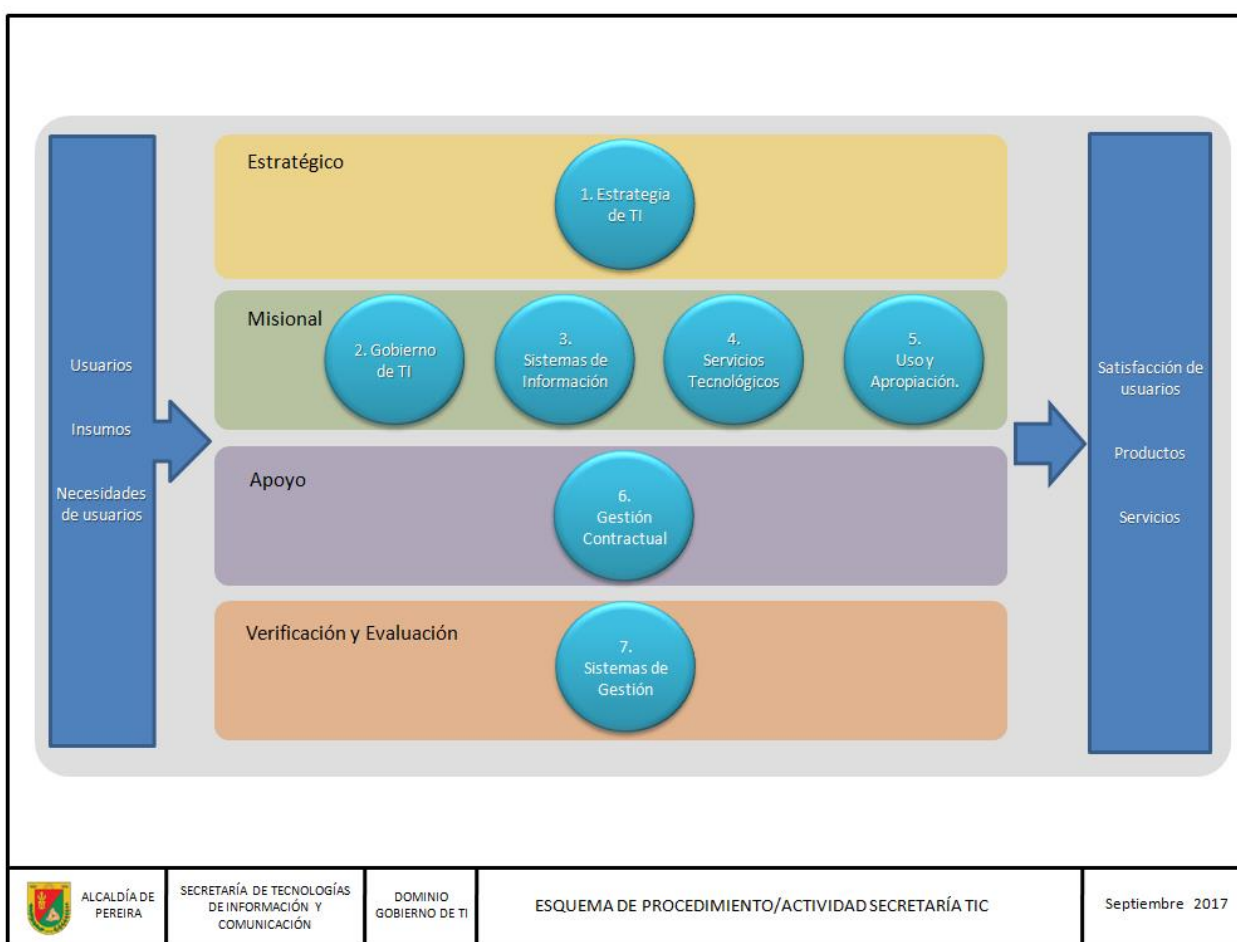 Estratégico
1. Estrategia
de TI
Misional
2. Gobierno
de TI
3.
Sistemas de
Información
4.
Servicios
Tecnológicos
5.
Uso y
Apropiación.
Usuarios
Insumos
Necesidades
de usuarios
Satisfacción de
usuarios
Productos
Servicios
Apoyo
6.
Gestión
Contractual
Verificación y Evaluación
7.
Sistemas de
Gestión
ALCALDÍA DE
PEREIRA
SECRETARÍA DE TECNOLOGÍAS
DE INFORMACIÓN Y
COMUNICACIÓN
DOMINIO
GOBIERNO DE TI
ESQUEMA DE PROCEDIMIENTO/ACTIVIDAD SECRETARÍA TIC
Septiembre 2017